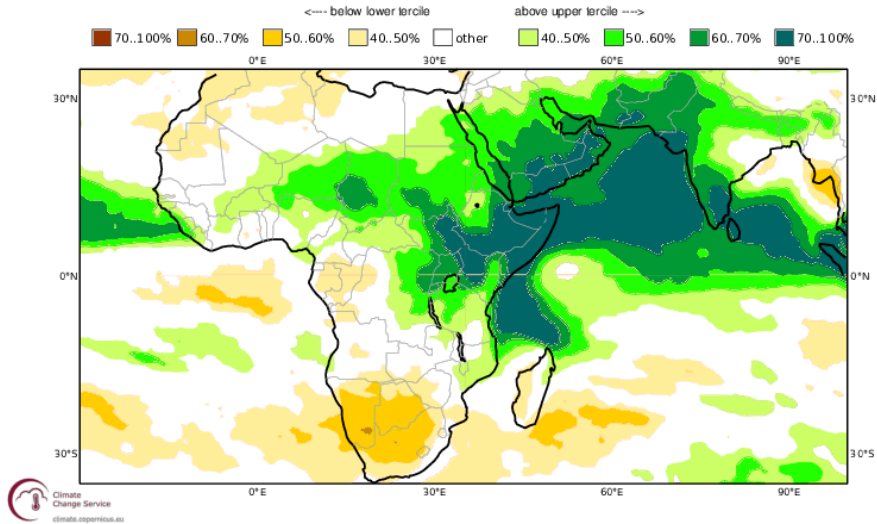 <---- below lower tercile above upper tercile ---->
70..100% 60..70% 50..60% 40..50% other 40..50% 50..60% 60..70% 70..100%
0°E 30°E 60°E 90°E
30°N 30°N
0°N 0°N
30°S 30°S
0°E 30°E 60°E 90°E
Climate
Change Service
climate.copernicus.eu